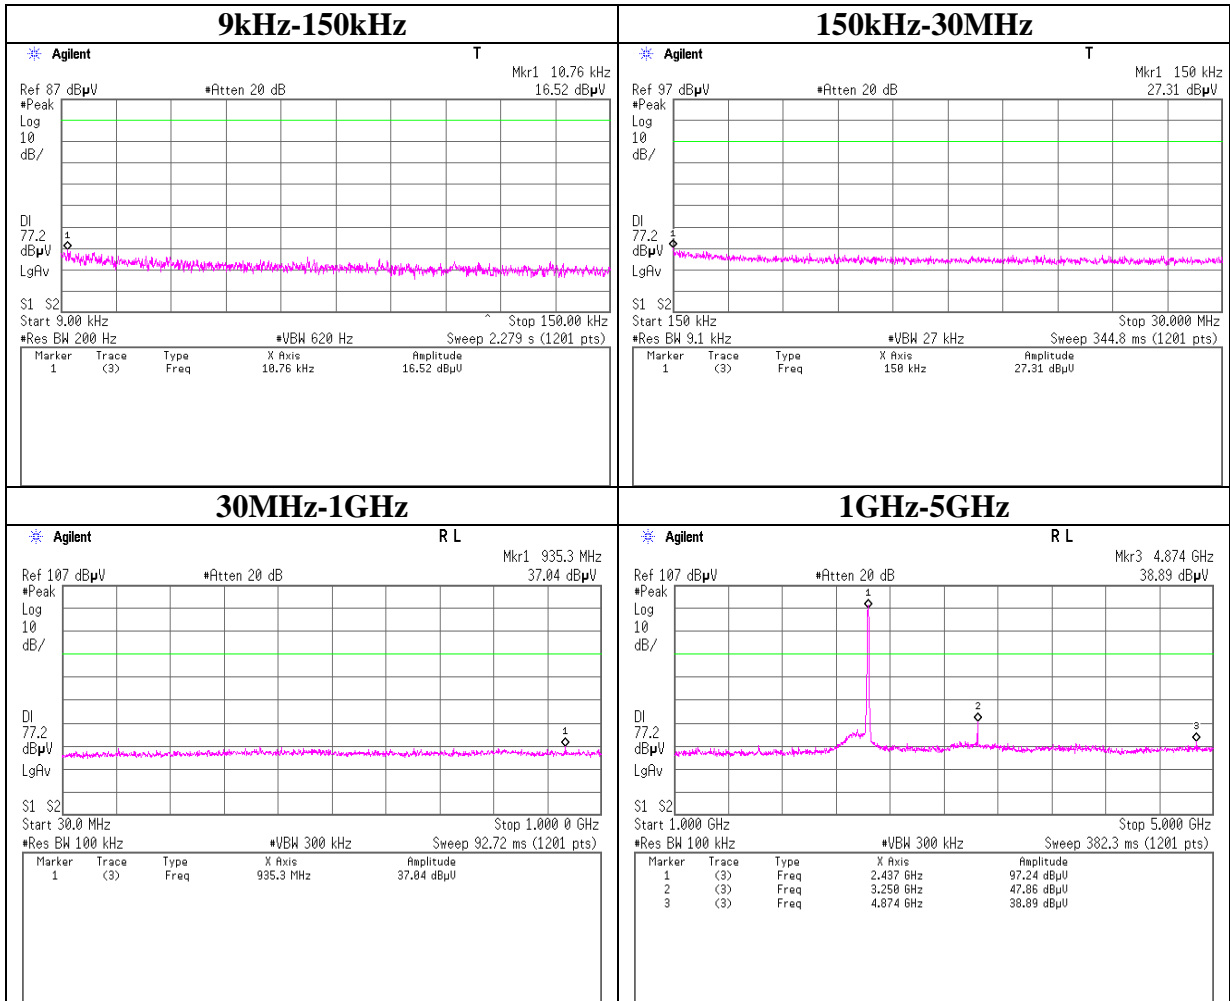 9kHz-150kHz
Agilent T
Mkr1 10.76 kHz
Ref 87 dBµV #Atten 20 dB 16.52 dBµV
#Peak
Log
10
dB/
DI
77.2
dBµV
LgAv
1
S1 S2
Start 9.00 kHz ^ Stop 150.00 kHz
#Res BW 200 Hz #VBW 620 Hz Sweep 2.279 s (1201 pts)
Marker Trace Type X Axis Amplitude
1 (3) Freq 10.76 kHz 16.52 dBµV
150kHz-30MHz
Agilent T
Mkr1 150 kHz
Ref 97 dBµV #Atten 20 dB 27.31 dBµV
#Peak
Log
10
dB/
DI
77.2
dBµV
LgAv
1
S1 S2
Start 150 kHz Stop 30.000 MHz
#Res BW 9.1 kHz #VBW 27 kHz Sweep 344.8 ms (1201 pts)
Marker Trace Type X Axis Amplitude
1 (3) Freq 150 kHz 27.31 dBµV
30MHz-1GHz
Agilent R L
Mkr1 935.3 MHz
Ref 107 dBµV #Atten 20 dB 37.04 dBµV
#Peak
Log
10
dB/
DI
77.2
dBµV
LgAv
1
S1 S2
Start 30.0 MHz Stop 1.000 0 GHz
#Res BW 100 kHz #VBW 300 kHz Sweep 92.72 ms (1201 pts)
Marker Trace Type X Axis Amplitude
1 (3) Freq 935.3 MHz 37.04 dBµV
1GHz-5GHz
Agilent R L
Mkr3 4.874 GHz
Ref 107 dBµV #Atten 20 dB 38.89 dBµV
#Peak
Log
10
dB/
DI
77.2
dBµV
LgAv
1
2
3
S1 S2
Start 1.000 GHz Stop 5.000 GHz
#Res BW 100 kHz #VBW 300 kHz Sweep 382.3 ms (1201 pts)
Marker Trace Type X Axis Amplitude
1 (3) Freq 2.437 GHz 97.24 dBµV
2 (3) Freq 3.250 GHz 47.86 dBµV
3 (3) Freq 4.874 GHz 38.89 dBµV